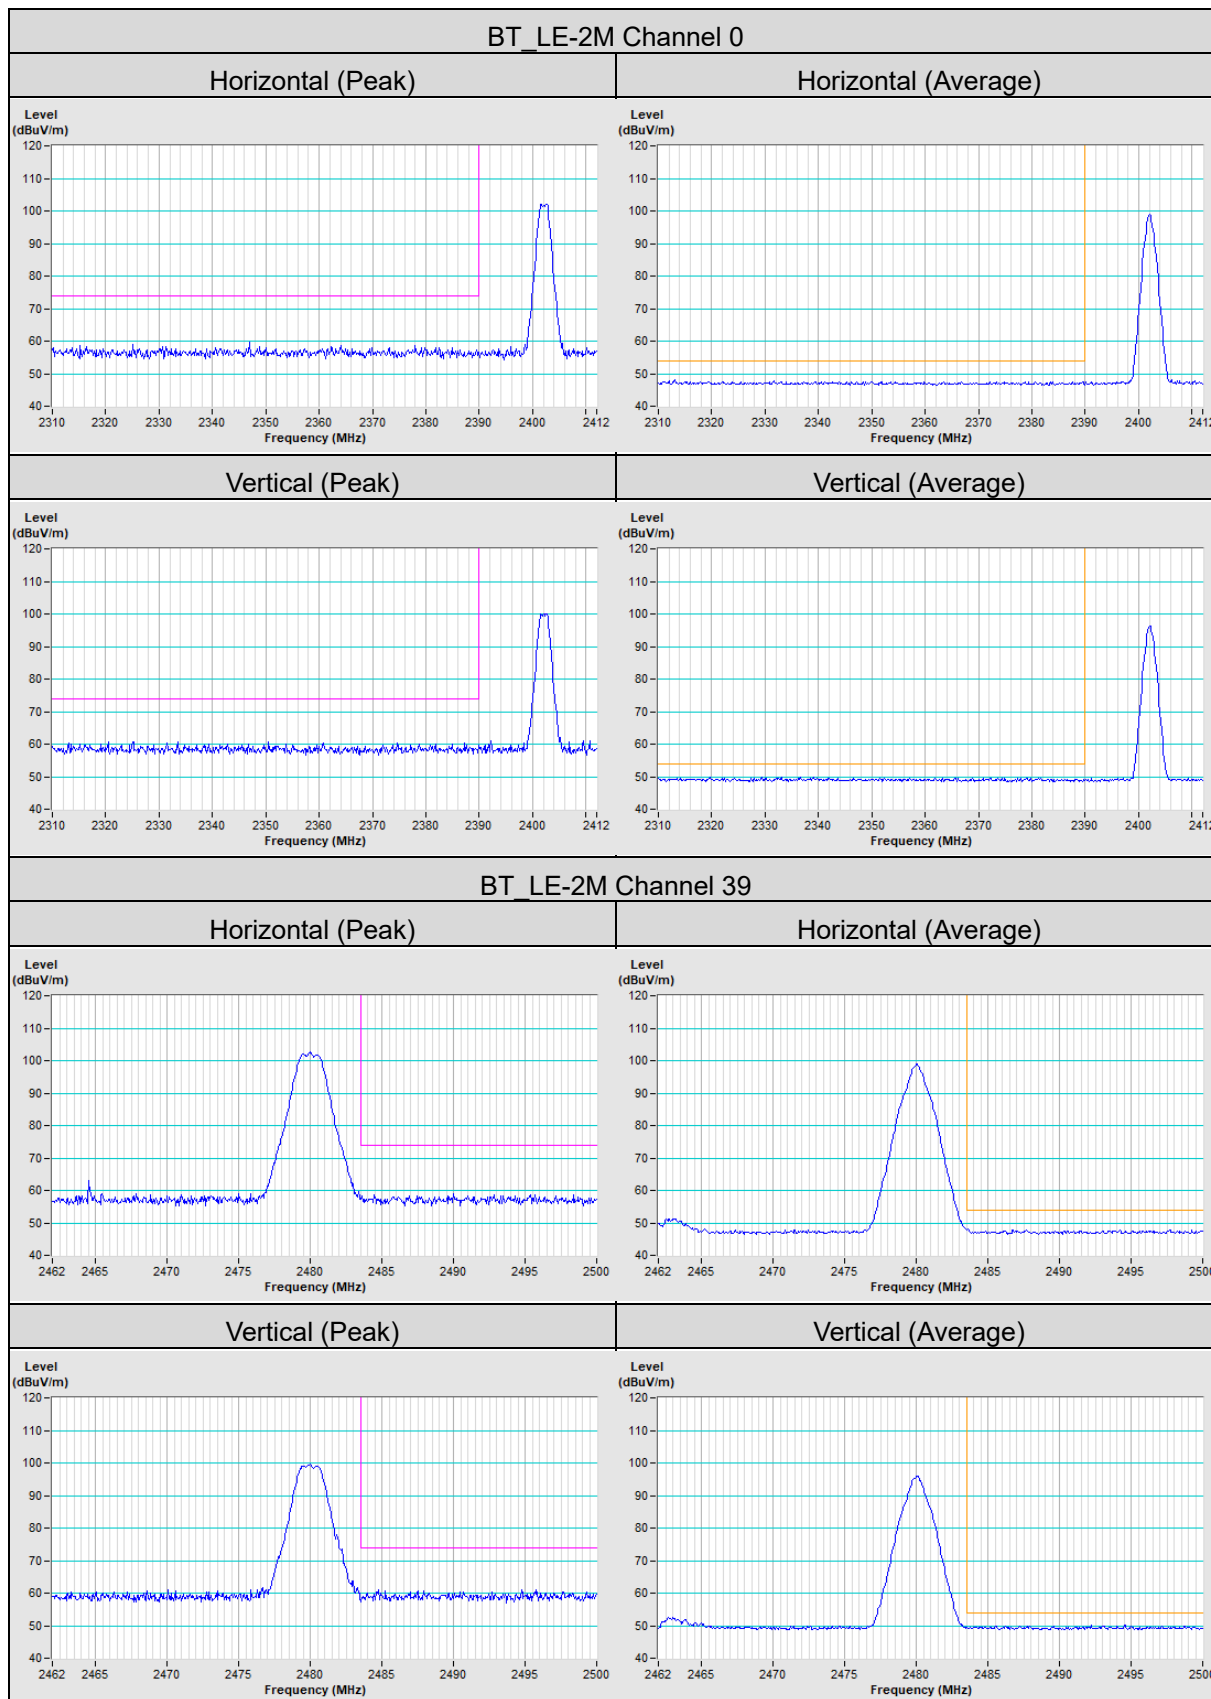 BT_LE-2M Channel 0
Horizontal (Peak) Horizontal (Average)
Level Level
(dBuV/m) (dBuV/m)
120 120
110 110
100 100
90 90
80 80
70 70
60 60
50 50
40 40
2310 2320 2330 2340 2350 2360 2370 2380 2390 2400 2412 2310 2320 2330 2340 2350 2360 2370 2380 2390 2400 2412
Frequency (MHz) Frequency (MHz)
Vertical (Peak) Vertical (Average)
Level Level
(dBuV/m) (dBuV/m)
120 120
110 110
100 100
90 90
80 80
70 70
60 60
50 50
40 40
2310 2320 2330 2340 2350 2360 2370 2380 2390 2400 2412 2310 2320 2330 2340 2350 2360 2370 2380 2390 2400 2412
Frequency (MHz) Frequency (MHz)
BT_LE-2M Channel 39
Horizontal (Peak) Horizontal (Average)
Level Level
(dBuV/m) (dBuV/m)
120 120
110 110
100 100
90 90
80 80
70 70
60 60
50 50
40 40
2462 2465 2470 2475 2480 2485 2490 2495 2500 2462 2465 2470 2475 2480 2485 2490 2495 2500
Frequency (MHz) Frequency (MHz)
Vertical (Peak) Vertical (Average)
Level Level
(dBuV/m) (dBuV/m)
120 120
110 110
100 100
90 90
80 80
70 70
60 60
50 50
40 40
2462 2465 2470 2475 2480 2485 2490 2495 2500 2462 2465 2470 2475 2480 2485 2490 2495 2500
Frequency (MHz) Frequency (MHz)